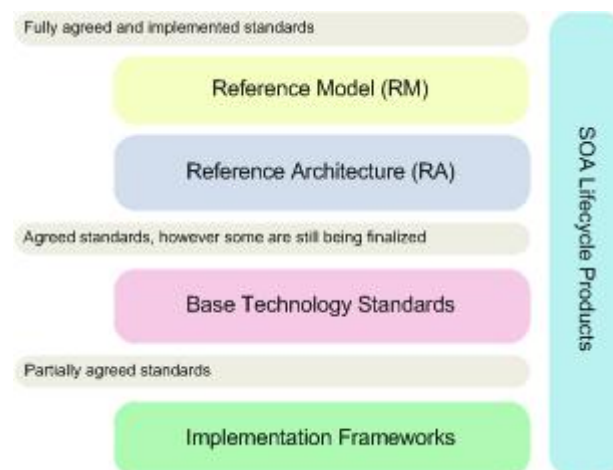 Fully agreed and implemented standards
Reference Model (RM)
Reference Architecture (RA)
Agreed standards, however some are still being finalized
Base Technology Standards
Partially agreed standards
Implementation Frameworks
SOA Lifecycle Products